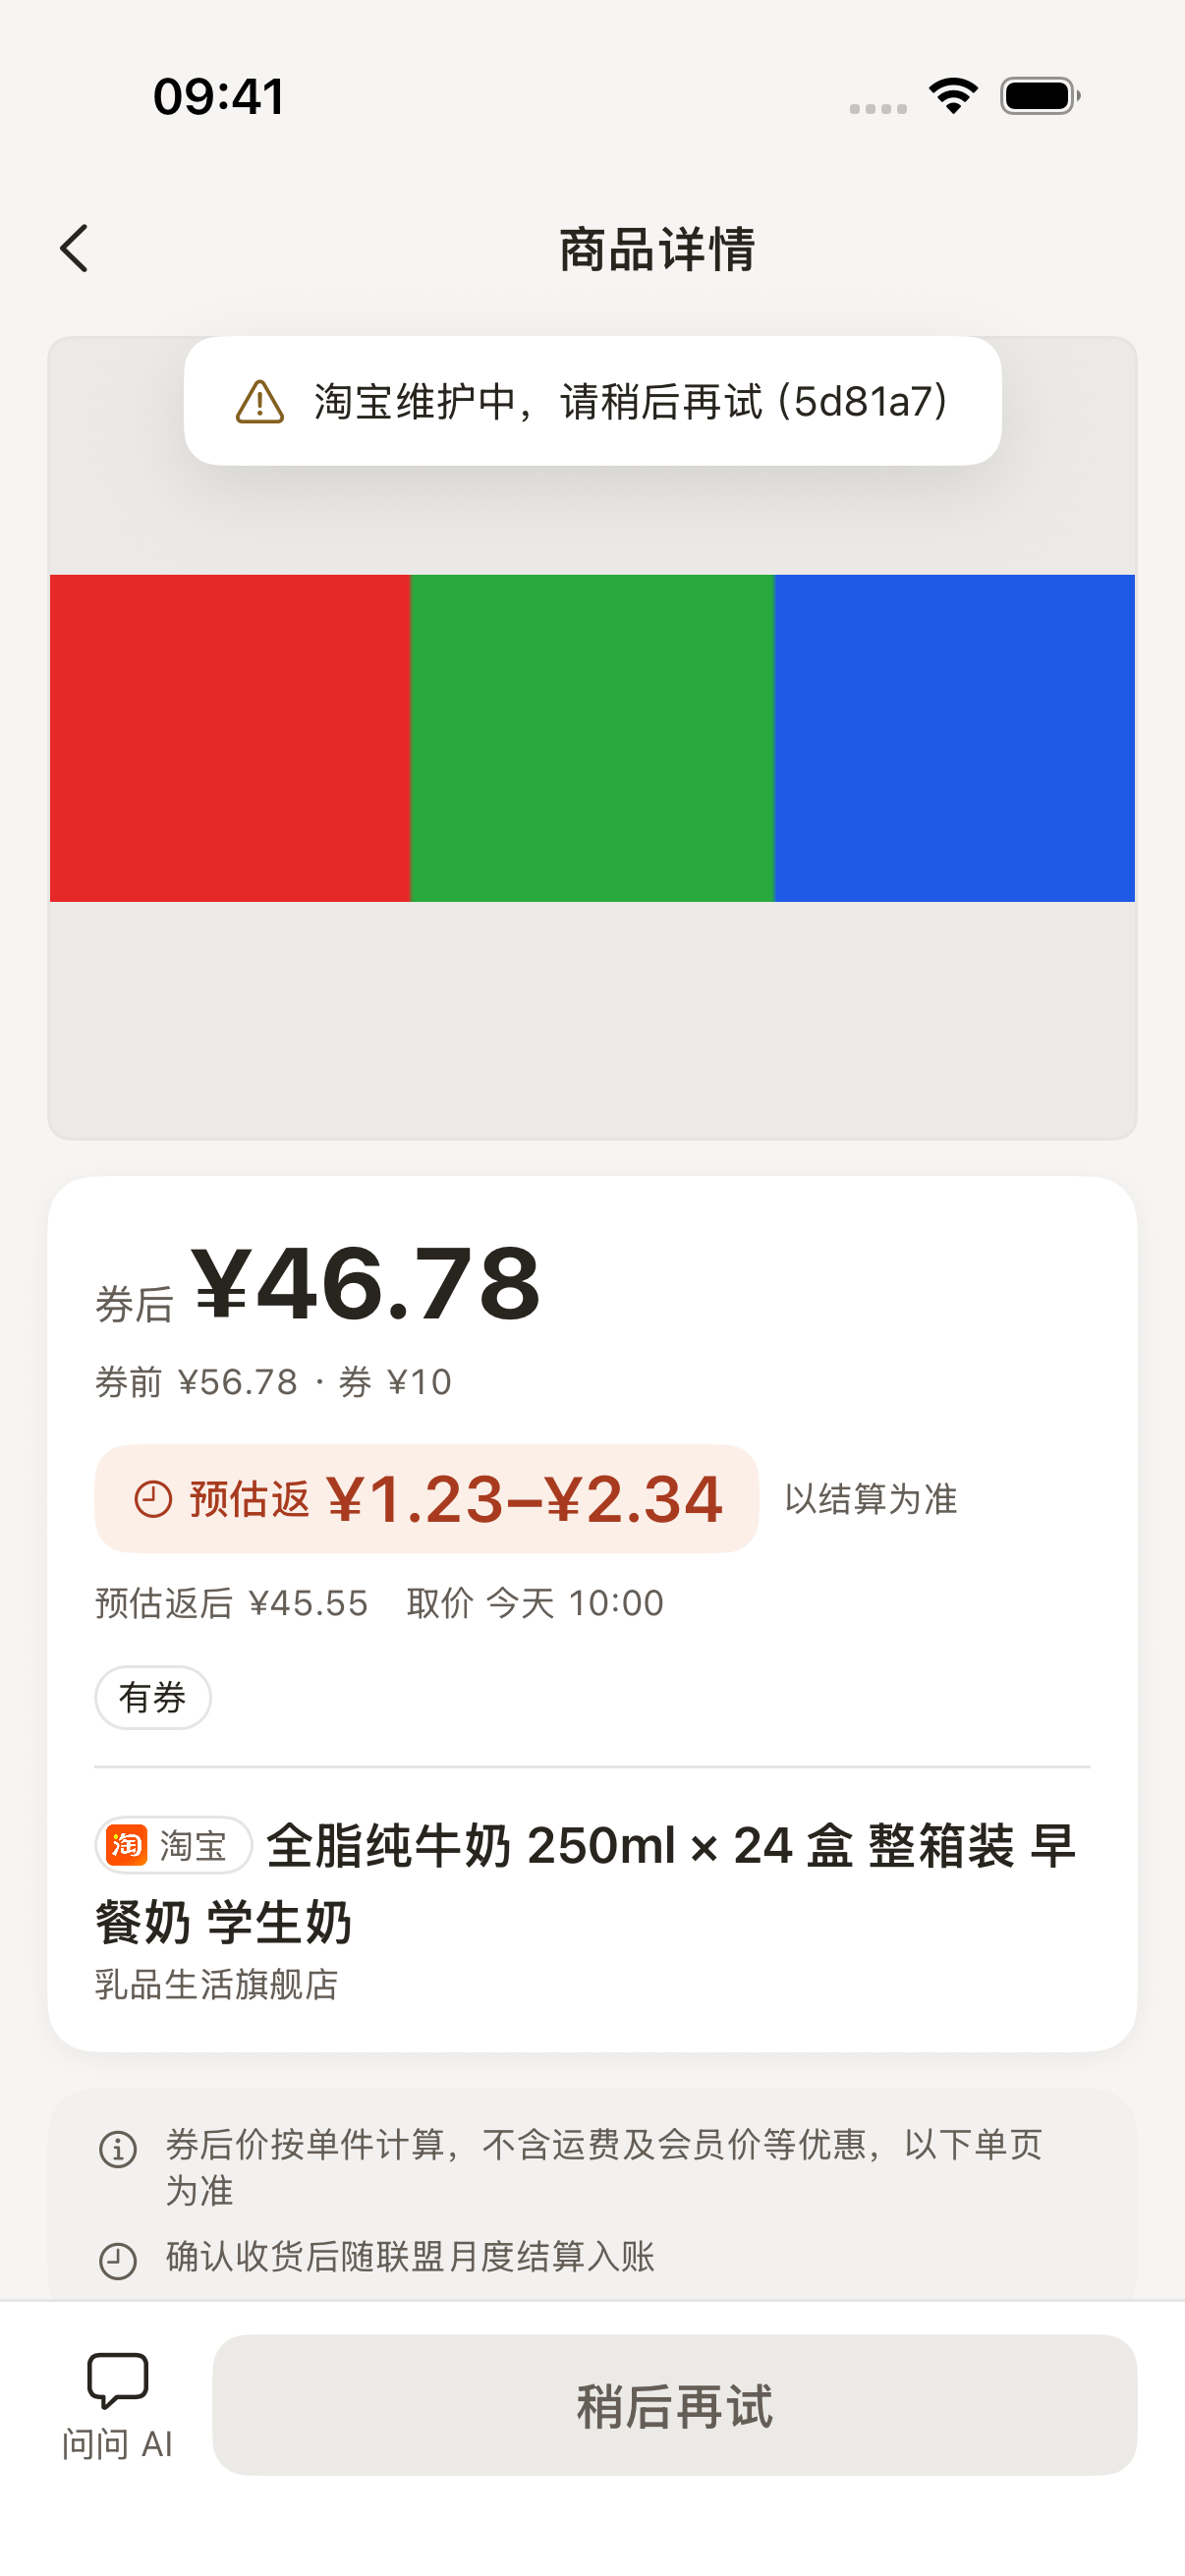 09:41
商品详情
淘宝维护中，请稍后再试 (5d81a7)
券后 ¥46.78
券前 ¥56.78 · 券 ¥10
预估返 ¥1.23–¥2.34 以结算为准
预估返后 ¥45.55 取价 今天 10:00
有券
淘 淘宝 全脂纯牛奶 250ml × 24 盒 整箱装 早
餐奶 学生奶
乳品生活旗舰店
券后价按单件计算，不含运费及会员价等优惠，以下单页
为准
确认收货后随联盟月度结算入账
问问 AI
稍后再试